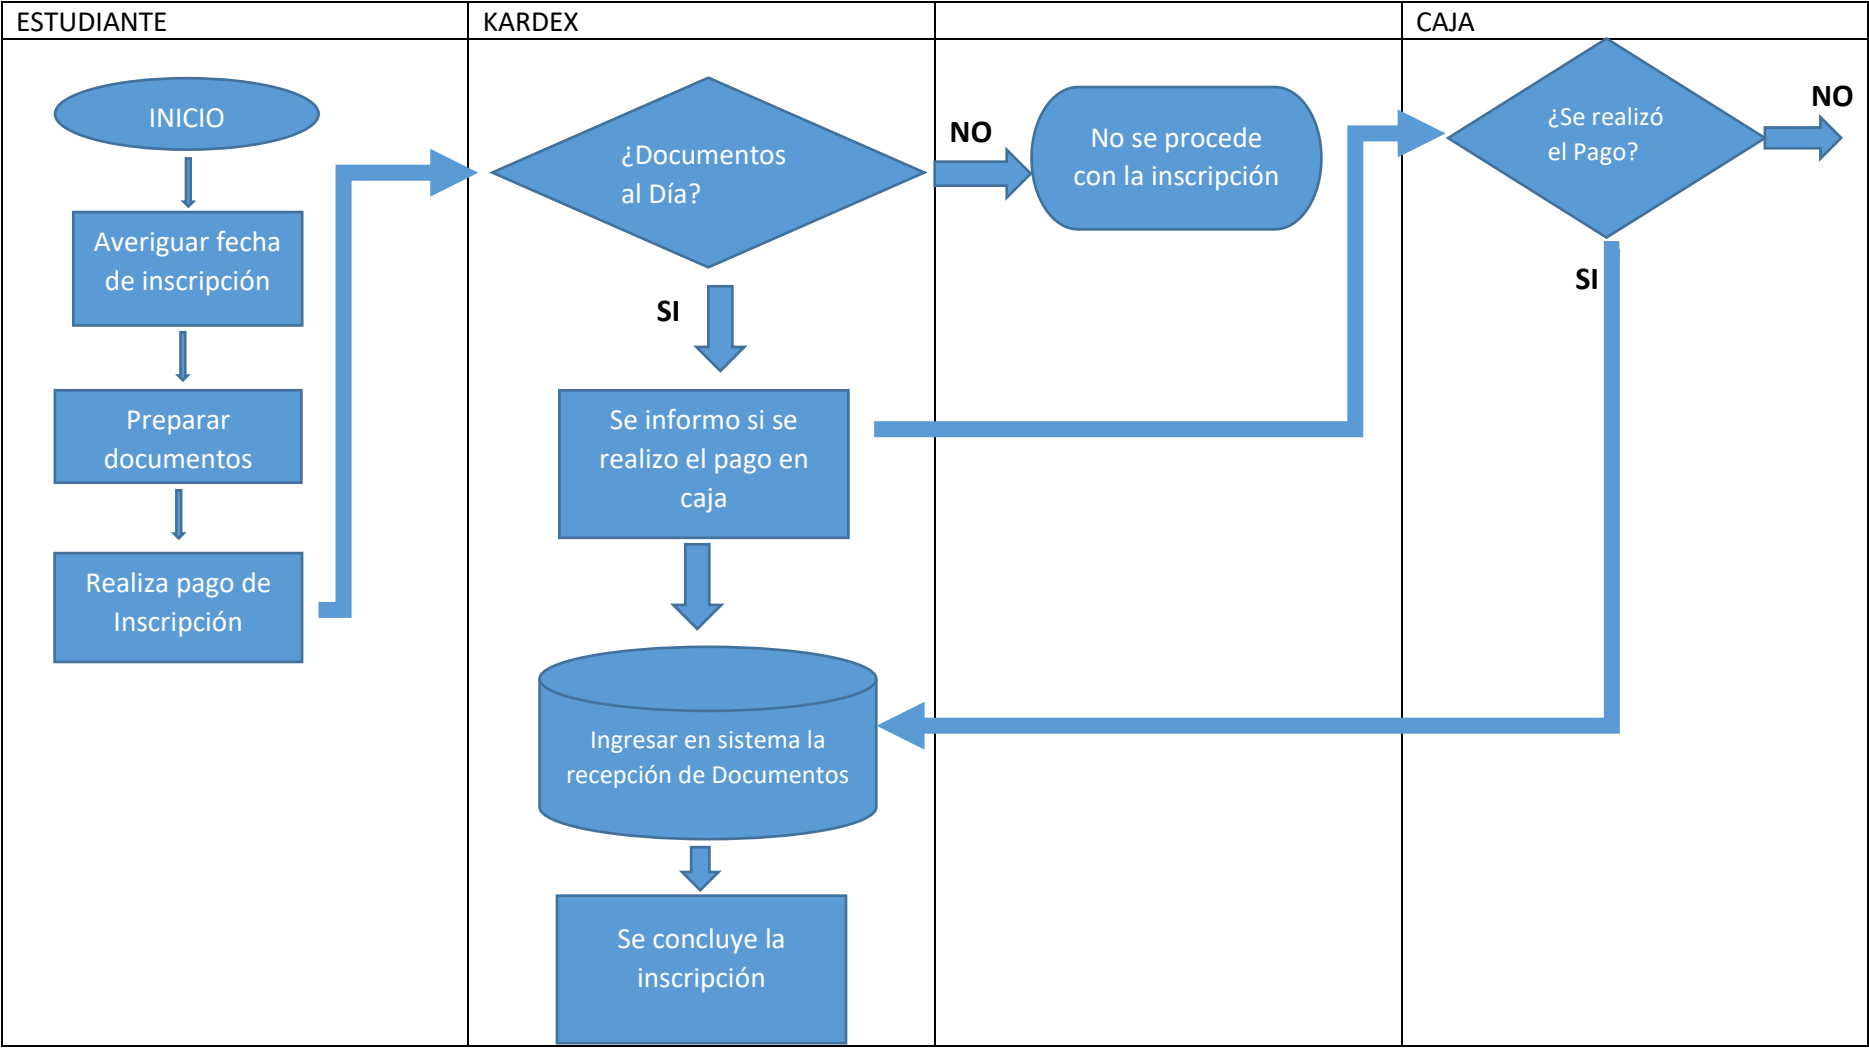 ESTUDIANTE
KARDEX
CAJA
INICIO
Averiguar fecha
de inscripción
Preparar
documentos
Realiza pago de
Inscripción
¿Documentos
al Día?
NO
No se procede
con la inscripción
SI
Se informo si se
realizo el pago en
caja
Ingresar en sistema la
recepción de Documentos
Se concluye la
inscripción
¿Se realizó
el Pago?
NO
SI